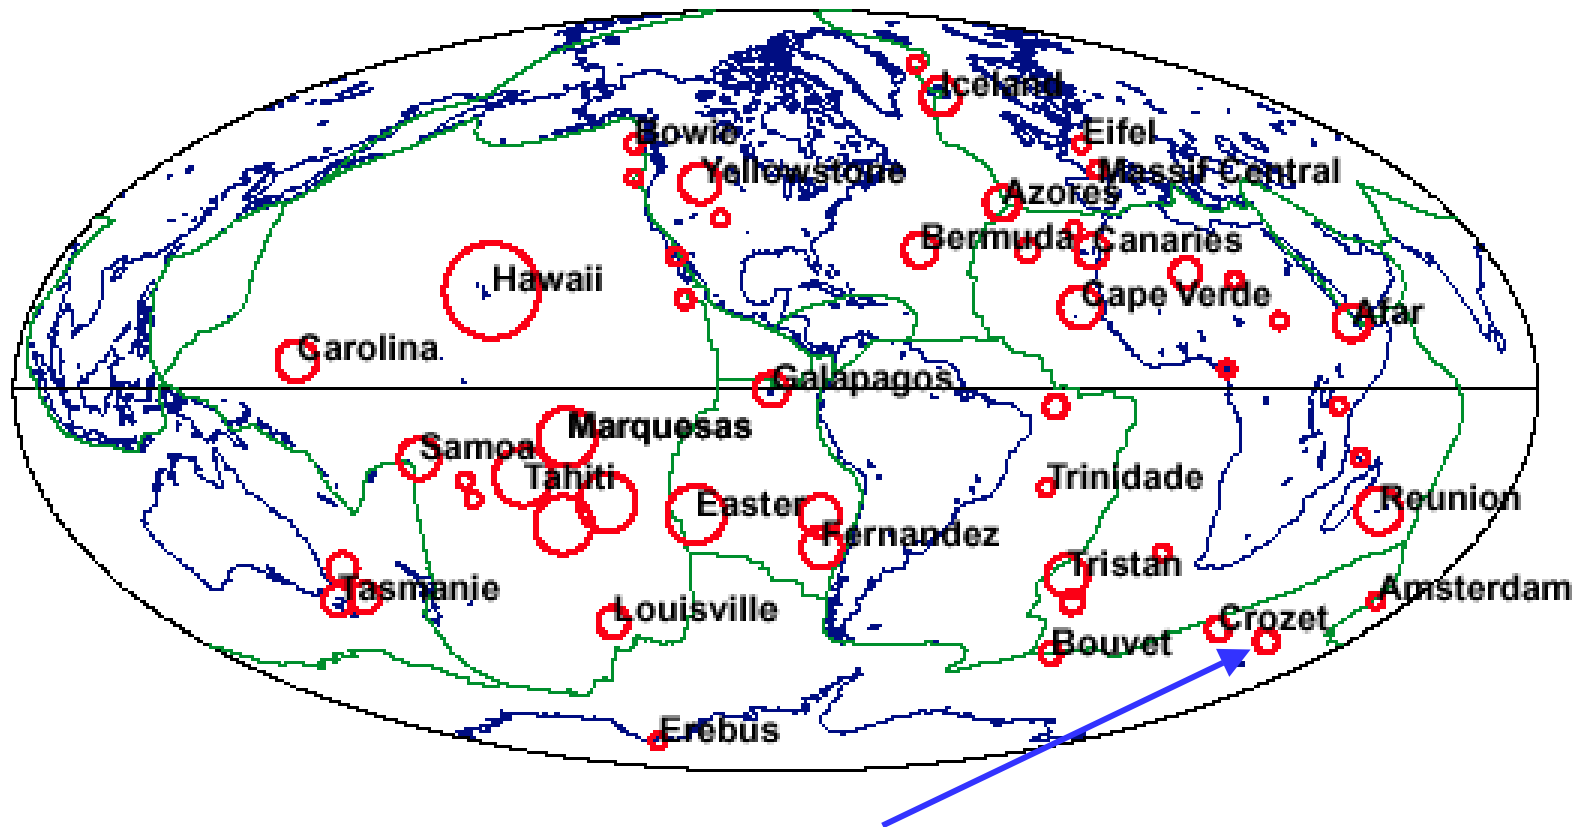 Iceland
Bowie
Eifel
Yellowstone
Massif Central
Azores
Bermuda
Canaries
Hawaii
Cape Verde
Afar
Carolina
Galapagos
Marquesas
Samoa
Tahiti
Trinidade
Easter
Reunion
Fernandez
Tristan
Tasmanie
Amsterdam
Louisville
Crozet
Bouvet
Erebus